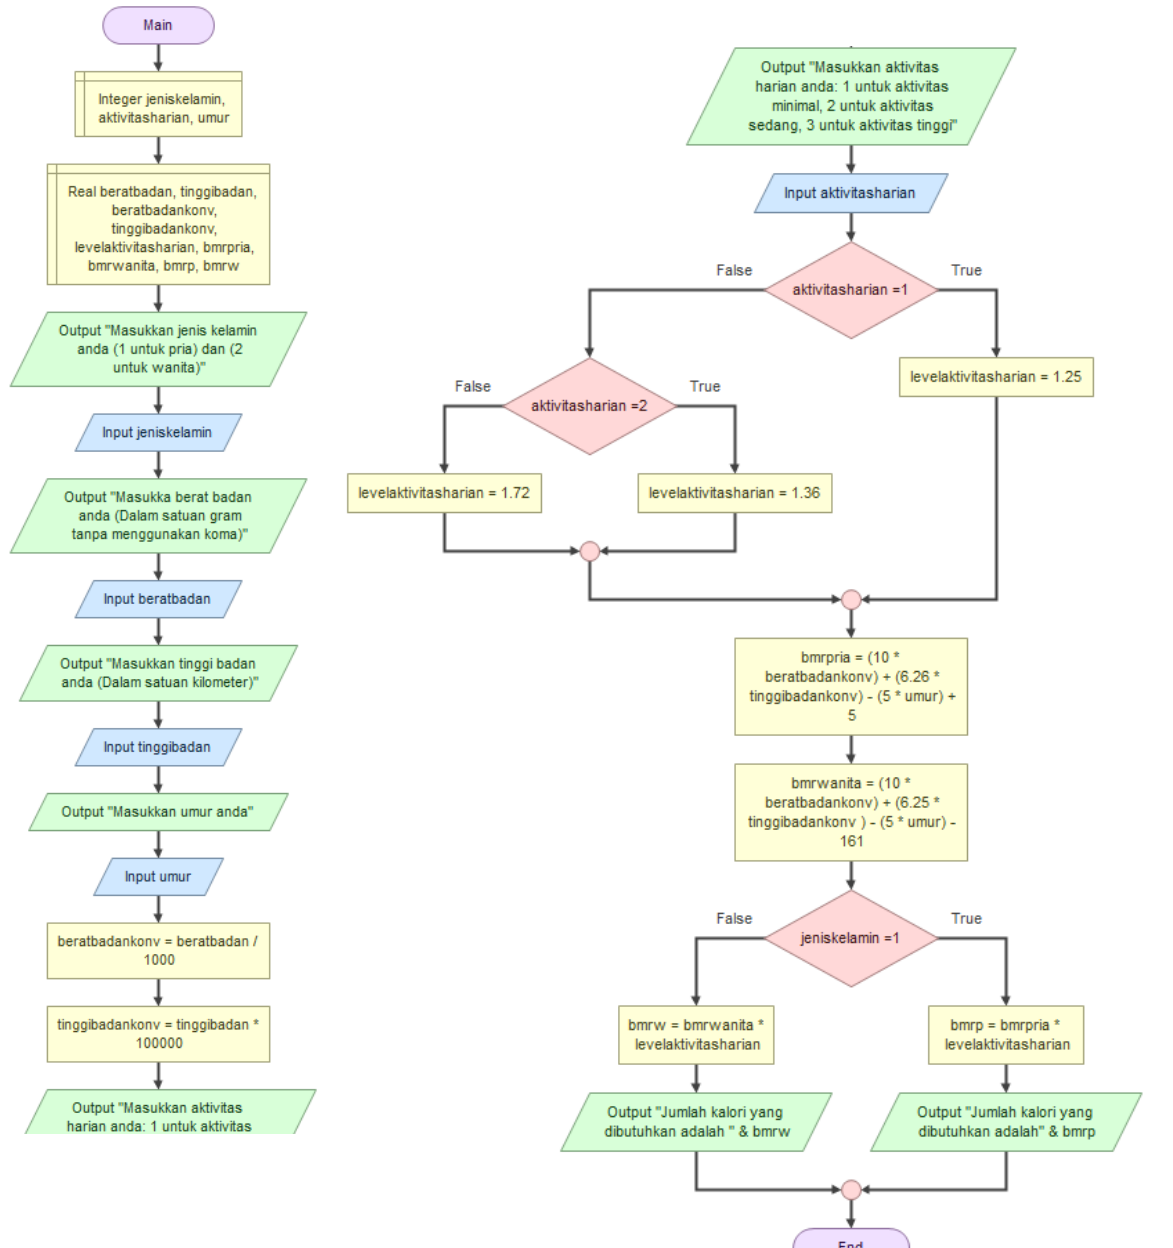 Main
Integer jeniskelamin,
aktivitasharian, umur
Real beratbadan, tinggibadan,
beratbadankonv,
tinggibadankonv,
levelaktivitasharian, bmrpria,
bmrwanita, bmrp, bmrw
Output "Masukkan jenis kelamin
anda (1 untuk pria) dan (2
untuk wanita)"
Input jeniskelamin
Output "Masukka berat badan
anda (Dalam satuan gram
tanpa menggunakan koma)"
Input beratbadan
Output "Masukkan tinggi badan
anda (Dalam satuan kilometer)"
Input tinggibadan
Output "Masukkan umur anda"
Input umur
beratbadankonv = beratbadan /
1000
tinggibadankonv = tinggibadan *
100000
Output "Masukkan aktivitas
harian anda: 1 untuk aktivitas
Output "Masukkan aktivitas
harian anda: 1 untuk aktivitas
minimal, 2 untuk aktivitas
sedang, 3 untuk aktivitas tinggi"
Input aktivitasharian
False
True
aktivitasharian =1
levelaktivitasharian = 1.25
False
True
aktivitasharian =2
levelaktivitasharian = 1.72
levelaktivitasharian = 1.36
bmrpria = (10 *
beratbadankonv) + (6.26 *
tinggibadankonv) - (5 * umur) +
5
bmrwanita = (10 *
beratbadankonv) + (6.25 *
tinggibadankonv ) - (5 * umur) -
161
False
True
jeniskelamin =1
bmrw = bmrwanita *
levelaktivitasharian
bmrp = bmrpria *
levelaktivitasharian
Output "Jumlah kalori yang
dibutuhkan adalah " & bmrw
Output "Jumlah kalori yang
dibutuhkan adalah" & bmrp
End